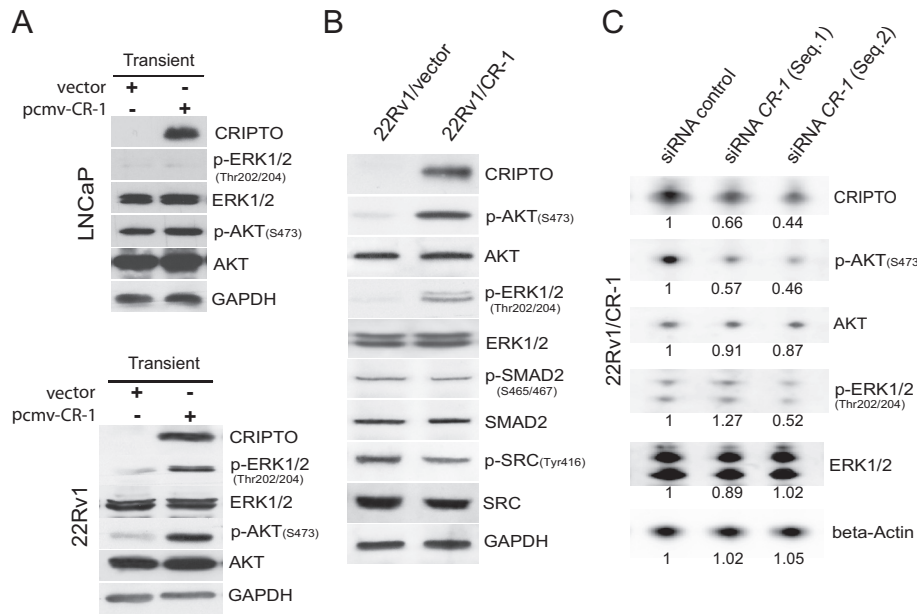 A
Transient
vector + -
pcmv-CR-1 - +
LNCaP
CRIPTO
p-ERK1/2
(Thr202/204)
ERK1/2
p-AKT(S473)
AKT
GAPDH
Transient
vector + -
pcmv-CR-1 - +
22Rv1
CRIPTO
p-ERK1/2
(Thr202/204)
ERK1/2
p-AKT(S473)
AKT
GAPDH
B
22Rv1/vector
22Rv1/CR-1
CRIPTO
p-AKT(S473)
AKT
p-ERK1/2
(Thr202/204)
ERK1/2
p-SMAD2
(S465/467)
SMAD2
p-SRC(Tyr416)
SRC
GAPDH
C
siRNA control
siRNA CR-1 (Seq.1)
siRNA CR-1 (Seq.2)
22Rv1/CR-1
CRIPTO
1 0.66 0.44
p-AKT(S473
1 0.57 0.46
AKT
1 0.91 0.87
p-ERK1/2
(Thr202/204)
1 1.27 0.52
ERK1/2
1 0.89 1.02
beta-Actin
1 1.02 1.05